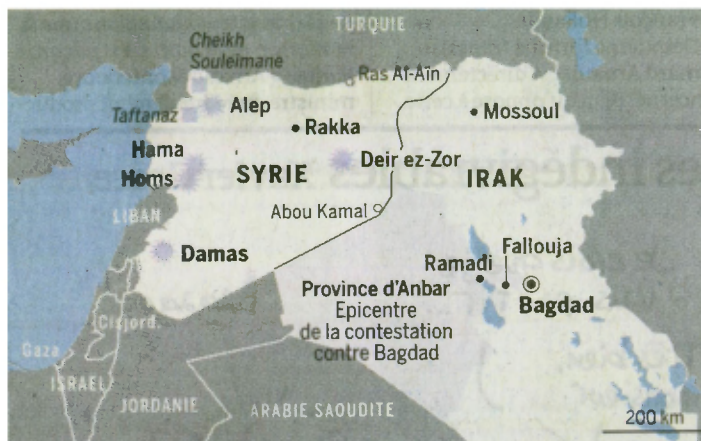 TURQUIE
Cheikh
Souleimane
Ras Aï-Aïn
Taftanaz
Alep
Rakka
Mossoul
Hama
Homs
SYRIE
Deir ez-Zor
IRAK
LIBAN
Abou Kamal
Damas
Fallouja
Ramadi
Bagdad
Province d'Anbar
Epicentre
de la contestation
contre Bagdad
Cisjord.
Gaza
ISRAEL
JORDANIE
ARABIE SAOUDITE
200 km